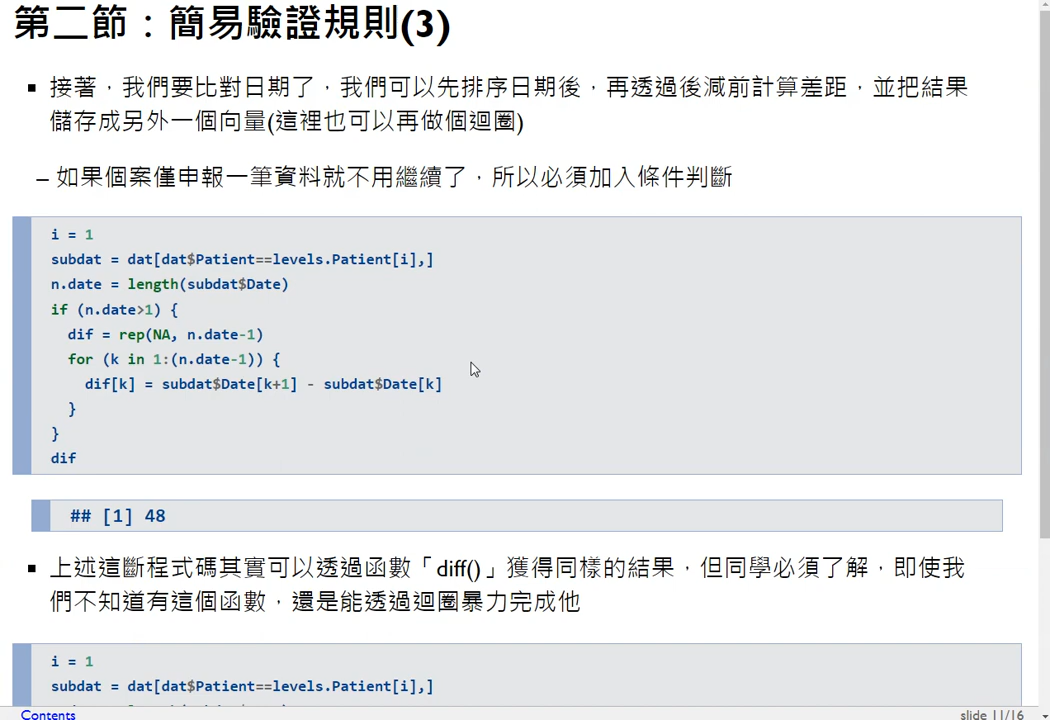 第二節：簡易驗證規則(3)
接著，我們要比對日期了，我們可以先排序日期後，再透過後減前計算差距，並把結果
儲存成另外一個向量(這裡也可以再做個迴圈)
– 如果個案僅申報一筆資料就不用繼續了，所以必須加入條件判斷
i = 1
subdat = dat[dat$Patient==levels.Patient[i],]
n.date = length(subdat$Date)
if (n.date>1) {
dif = rep(NA, n.date-1)
for (k in 1:(n.date-1)) {
dif[k] = subdat$Date[k+1] - subdat$Date[k]
}
}
dif
## [1] 48
上述這斷程式碼其實可以透過函數「diff()」獲得同樣的結果，但同學必須了解，即使我
們不知道有這個函數，還是能透過迴圈暴力完成他
i = 1
subdat = dat[dat$Patient==levels.Patient[i],]
Contents
slide 11/16